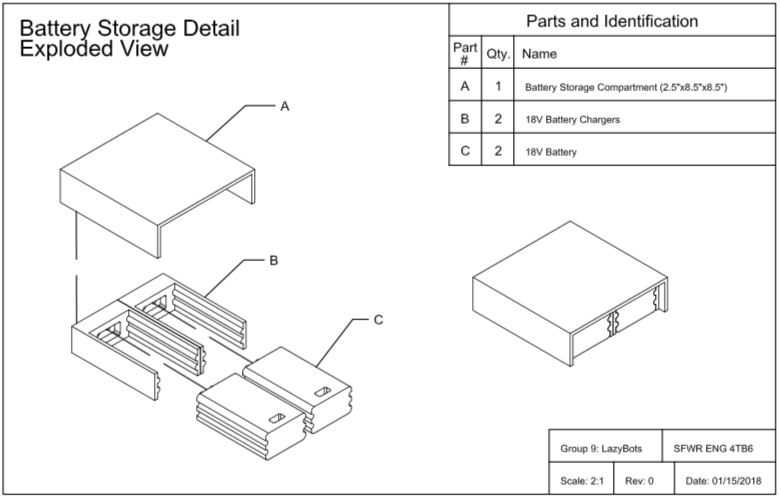 Battery Storage Detail
Exploded View
Parts and Identification
Part
#
Qty.
Name
A
1
Battery Storage Compartment (2.5"x8.5"x8.5")
B
2
18V Battery Chargers
C
2
18V Battery
A
B
C
Group 9: LazyBots
SFWR ENG 4TB6
Scale: 2:1
Rev: 0
Date: 01/15/2018